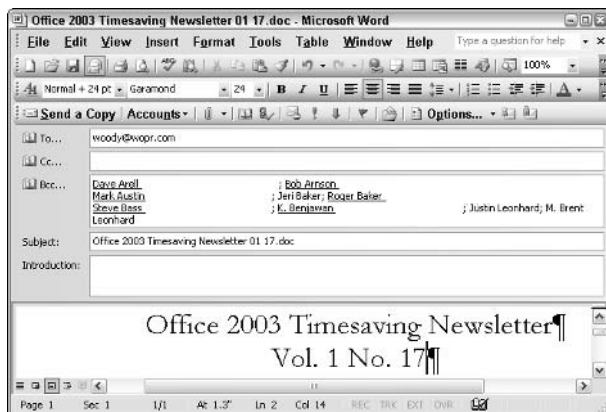 Office 2003 Timesaving Newsletter 01 17.doc - Microsoft Word
File Edit View Insert Format Tools Table Window Help Type a question for help
100%
Normal + 24 pt Garamond 24 B I U A
Send a Copy Accounts Options...
To... woody@wopr.com
Cc...
Bcc... Dave Arell ; Bob Arnson
Mark Austin ; Jeri Baker; Roger Baker
Steve Bass ; K. Benjawan ; Justin Leonhard; M. Brent
Leonhard
Subject: Office 2003 Timesaving Newsletter 01 17.doc
Introduction:
Office 2003 Timesaving Newsletter¶
Vol. 1 No. 17¶
Page 1 Sec 1 1/1 At 1.3" Ln 2 Col 14 REC TRK EXT OVR